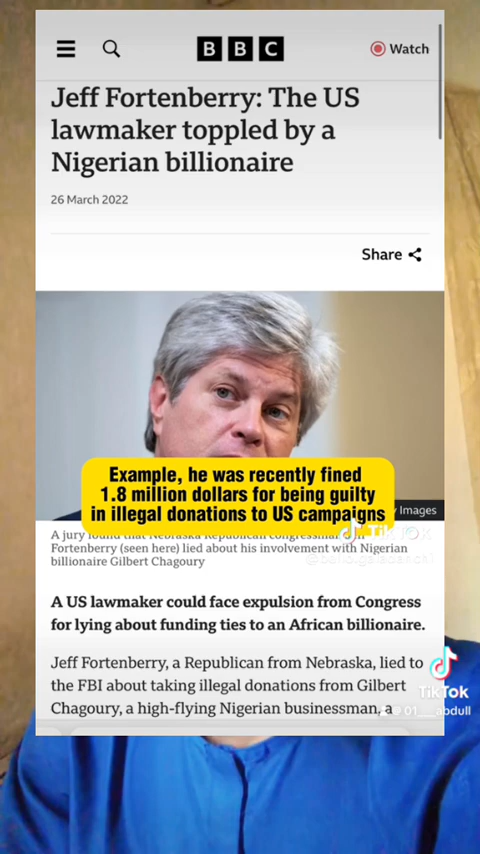 BBC
Watch
Jeff Fortenberry: The US
lawmaker toppled by a
Nigerian billionaire
26 March 2022
Share
Example, he was recently fined
1.8 million dollars for being guilty
in illegal donations to US campaigns
Images
A jury found that Nebraska Republican
Fortenberry (seen here) lied about his involvement with Nigerian
billionaire Gilbert Chagoury
TikTok
A US lawmaker could face expulsion from Congress
for lying about funding ties to an African billionaire.
Jeff Fortenberry, a Republican from Nebraska, lied to
the FBI about taking illegal donations from Gilbert
Chagoury, a high-flying Nigerian businessman, a
TikTok
01___abdull